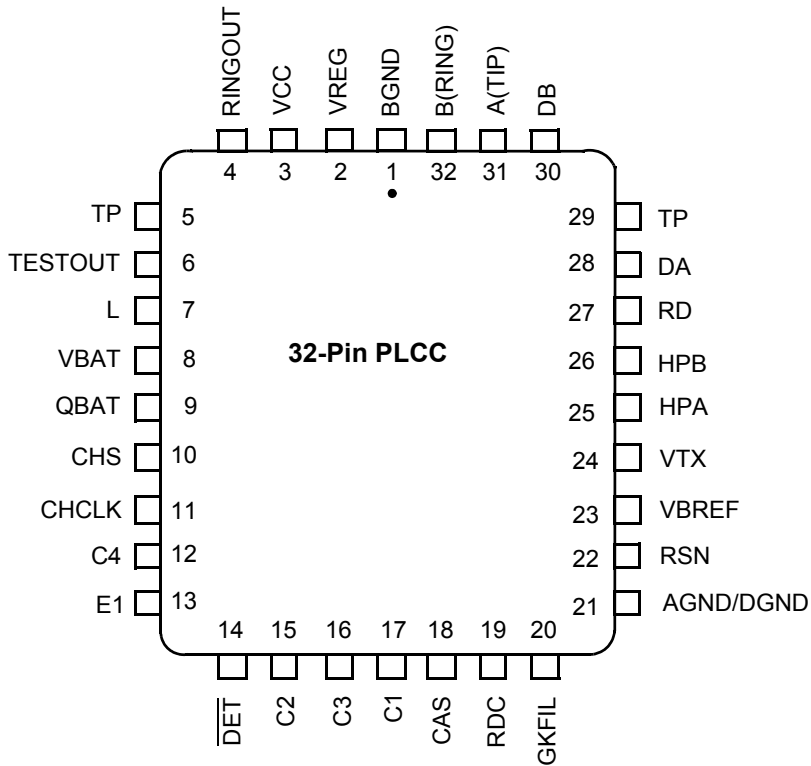 RINGOUT
VCC
VREG
BGND
B(RING)
A(TIP)
DB
4
3
2
1
32
31
30
TP
5
29
TP
TESTOUT
6
28
DA
L
7
27
RD
32-Pin PLCC
VBAT
8
26
HPB
QBAT
9
25
HPA
CHS
10
24
VTX
CHCLK
11
23
VBREF
C4
12
22
RSN
E1
13
21
AGND/DGND
14
15
16
17
18
19
20
DET
C2
C3
C1
CAS
RDC
GKFIL